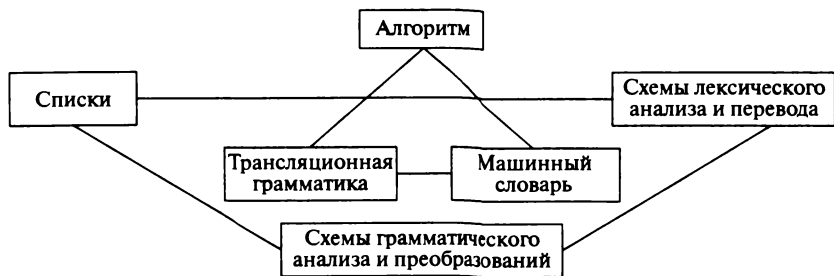 Алгоритм
Списки
Схемы лексического
анализа и перевода
Трансляционная
грамматика
Машинный
словарь
Схемы грамматического
анализа и преобразований